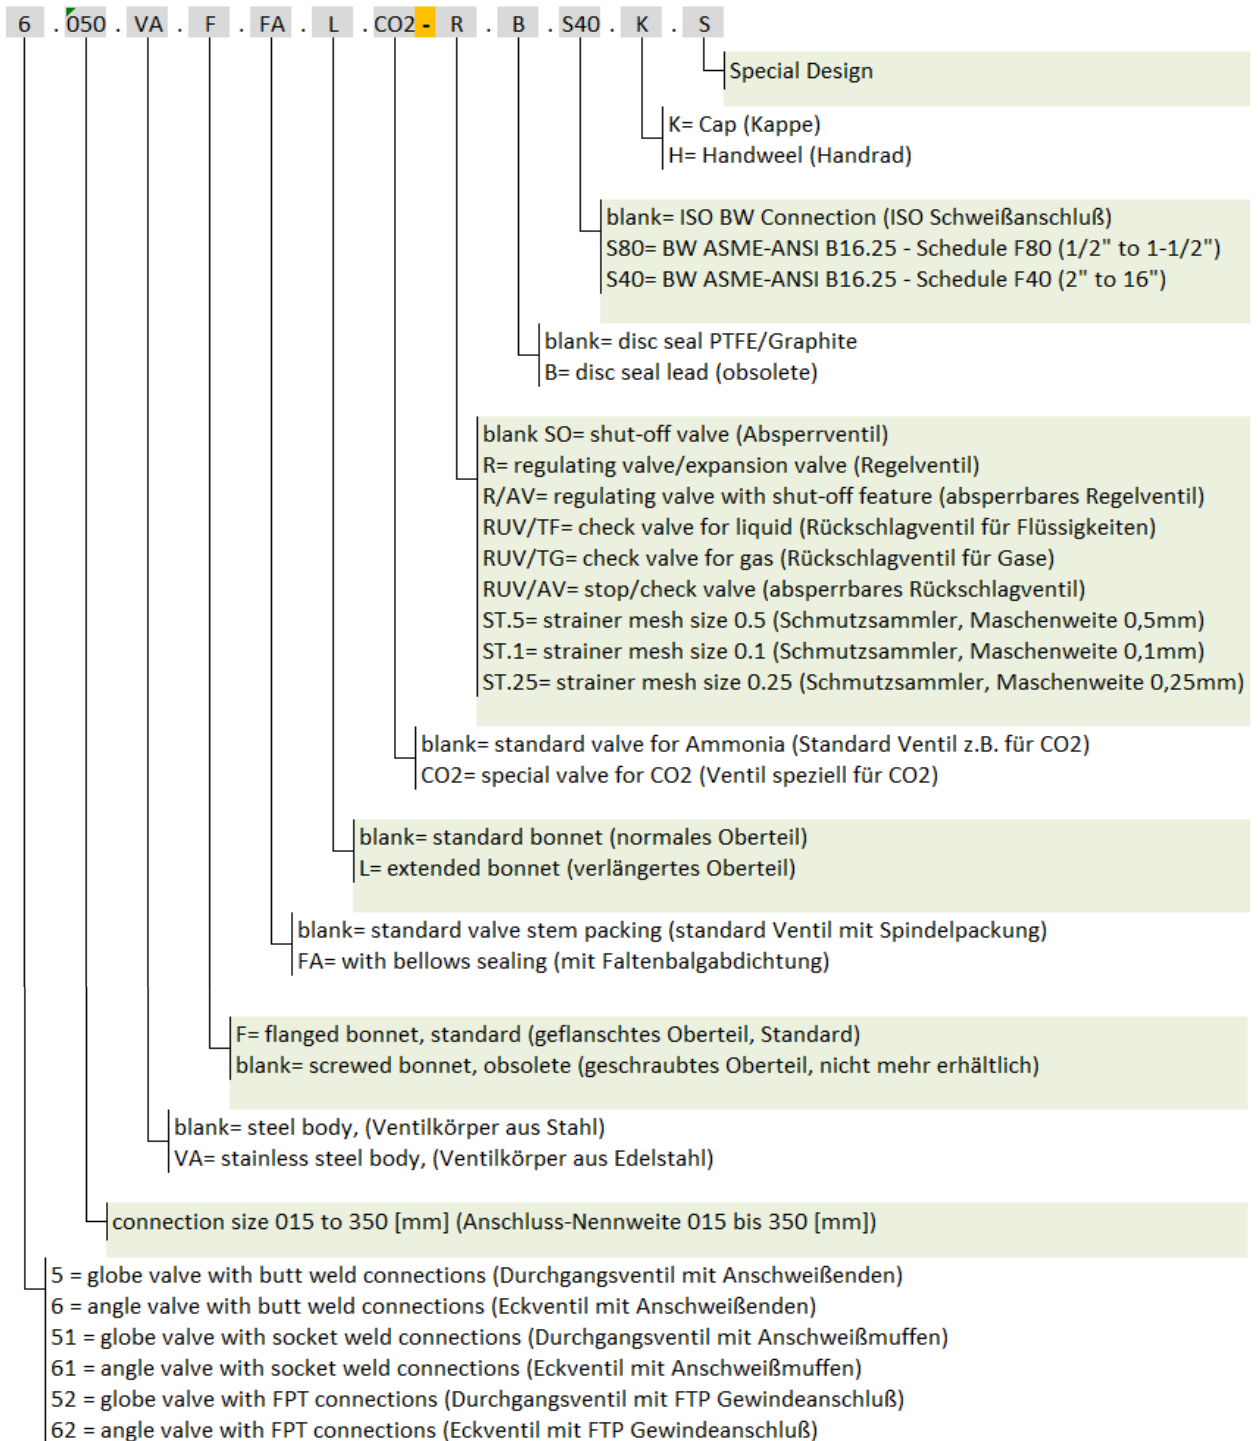 6 . 050 . VA . F . FA . L . CO2 - R . B . S40 . K . S
Special Design
K= Cap (Kappe)
H= Handweel (Handrad)
blank= ISO BW Connection (ISO Schweißanschluß)
S80= BW ASME-ANSI B16.25 - Schedule F80 (1/2" to 1-1/2")
S40= BW ASME-ANSI B16.25 - Schedule F40 (2" to 16")
blank= disc seal PTFE/Graphite
B= disc seal lead (obsolete)
blank SO= shut-off valve (Absperrventil)
R= regulating valve/expansion valve (Regelventil)
R/AV= regulating valve with shut-off feature (absperrbares Regelventil)
RUV/TF= check valve for liquid (Rückschlagventil für Flüssigkeiten)
RUV/TG= check valve for gas (Rückschlagventil für Gase)
RUV/AV= stop/check valve (absperrbares Rückschlagventil)
ST.5= strainer mesh size 0.5 (Schmutzsammler, Maschenweite 0,5mm)
ST.1= strainer mesh size 0.1 (Schmutzsammler, Maschenweite 0,1mm)
ST.25= strainer mesh size 0.25 (Schmutzsammler, Maschenweite 0,25mm)
blank= standard valve for Ammonia (Standard Ventil z.B. für CO2)
CO2= special valve for CO2 (Ventil speziell für CO2)
blank= standard bonnet (normales Oberteil)
L= extended bonnet (verlängertes Oberteil)
blank= standard valve stem packing (standard Ventil mit Spindelpackung)
FA= with bellows sealing (mit Faltenbalgabdichtung)
F= flanged bonnet, standard (geflanschtes Oberteil, Standard)
blank= screwed bonnet, obsolete (geschraubtes Oberteil, nicht mehr erhältlich)
blank= steel body, (Ventilkörper aus Stahl)
VA= stainless steel body, (Ventilkörper aus Edelstahl)
connection size 015 to 350 [mm] (Anschluss-Nennweite 015 bis 350 [mm])
5 = globe valve with butt weld connections (Durchgangsventil mit Anschweißenden)
6 = angle valve with butt weld connections (Eckventil mit Anschweißenden)
51 = globe valve with socket weld connections (Durchgangsventil mit Anschweißmuffen)
61 = angle valve with socket weld connections (Eckventil mit Anschweißmuffen)
52 = globe valve with FPT connections (Durchgangsventil mit FTP Gewindeanschluß)
62 = angle valve with FPT connections (Eckventil mit FTP Gewindeanschluß)